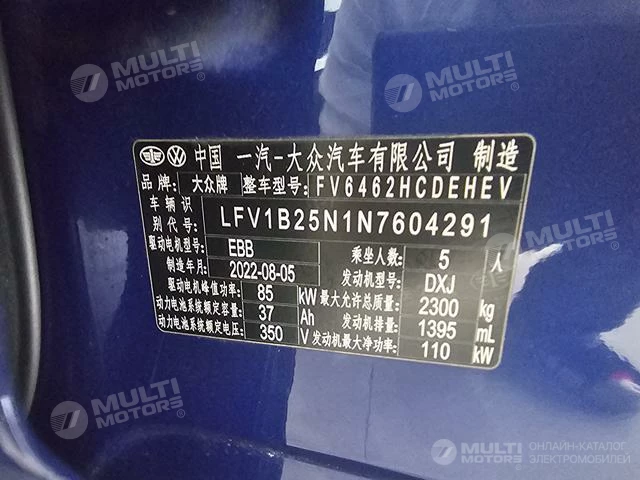 MULTI MOTORS
MULTI MOTORS
中国 一汽-大众汽车有限公司 制造
品牌: 大众牌 整车型号: FV6462HCDEHEV
车辆识别代号: LFV1B25N1N7604291
驱动电机型号: EBB 乘坐人数: 5 人
制造年月: 2022-08-05 发动机型号: DXJ
驱动电机峰值功率: 85 kW 最大允许总质量: 2300 kg
动力电池系统额定容量: 37 Ah 发动机排量: 1395 mL
动力电池系统额定电压: 350 V 发动机最大净功率: 110 kW
MULTI MOTORS
MULTI MOTORS
MULTI MOTORS
ОНЛАЙН-КАТАЛОГ
ЭЛЕКТРОМОБИЛЕЙ